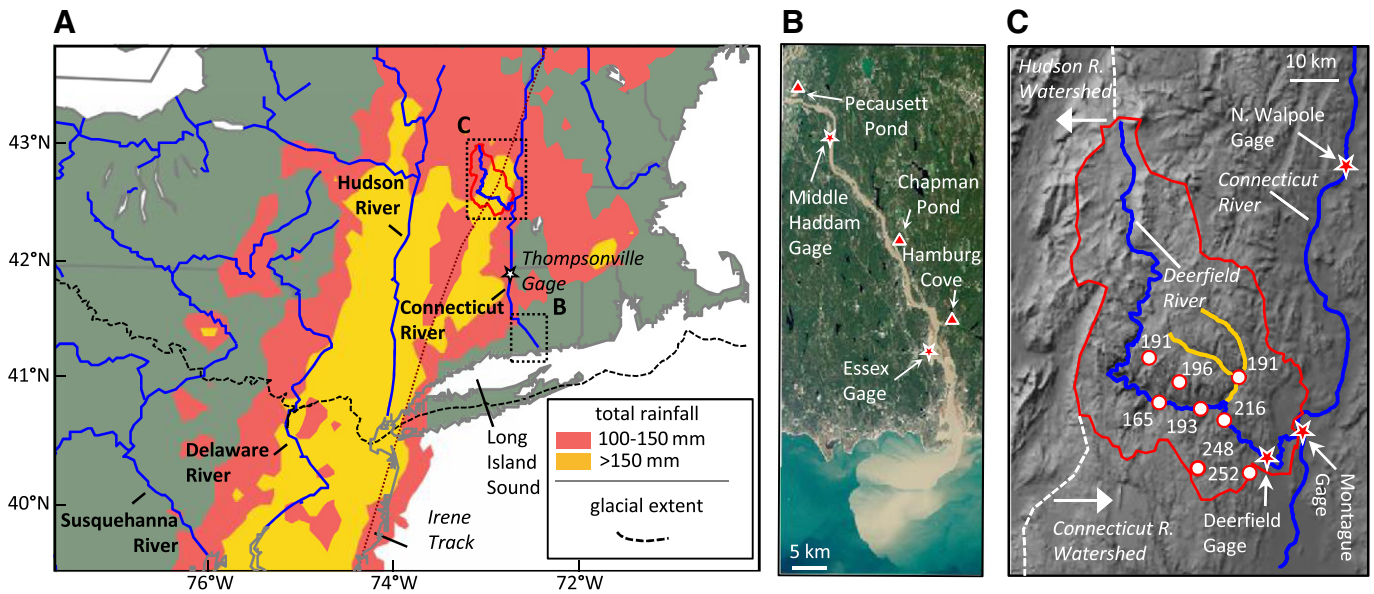 A
43°N
42°N
41°N
40°N
76°W
74°W
72°W
C
Hudson
River
Thompsonville
Gage
Connecticut
River
B
Delaware
River
Susquehanna
River
Long
Island
Sound
Irene
Track
total rainfall
100-150 mm
>150 mm
glacial extent
B
Pecausett
Pond
Middle
Haddam
Gage
Chapman
Pond
Hamburg
Cove
Essex
Gage
5 km
C
Hudson R.
Watershed
10 km
N. Walpole
Gage
Connecticut
River
Deerfield
River
191
196
191
165
193
216
248
252
Deerfield
Gage
Montague
Gage
Connecticut R.
Watershed